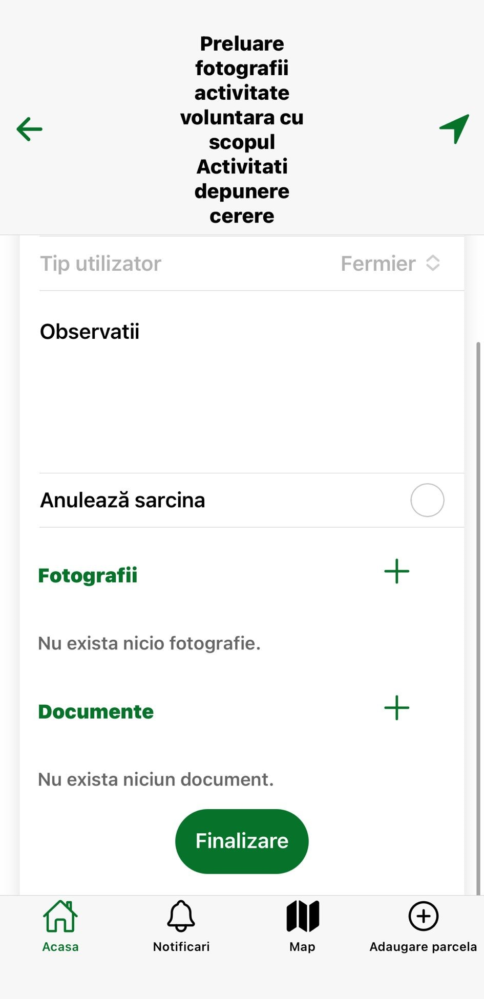 Preluare
fotografii
activitate
voluntara cu
scopul
Activitati
depunere
cerere
Tip utilizator Fermier
Observatii
Anulează sarcina
Fotografii
Nu exista nicio fotografie.
Documente
Nu exista niciun document.
Finalizare
Acasa Notificari Map Adaugare parcela